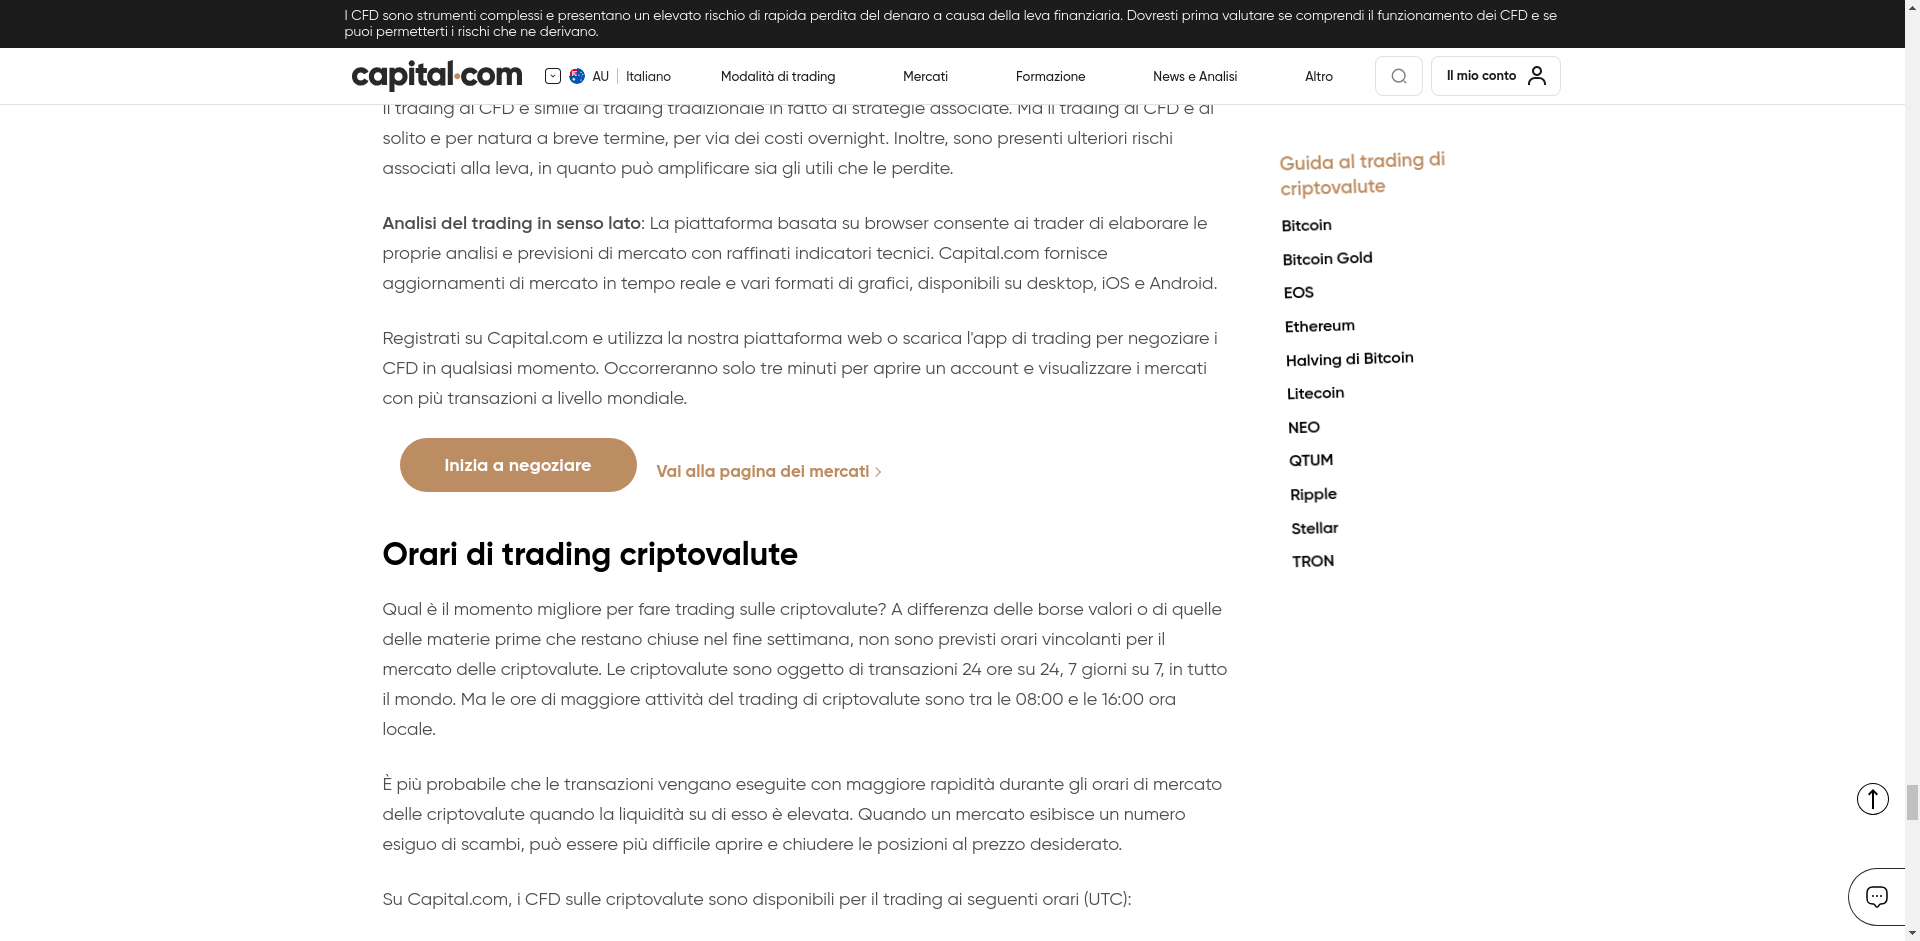 I CFD sono strumenti complessi e presentano un elevato rischio di rapida perdita del denaro a causa della leva finanziaria. Dovresti prima valutare se comprendi il funzionamento dei CFD e se
puoi permetterti i rischi che ne derivano.
capital.com
AU
Italiano
Modalità di trading
Mercati
Formazione
News e Analisi
Altro
Il mio conto
Il trading di CFD è simile al trading tradizionale in fatto di strategie associate. Ma il trading di CFD è di
solito e per natura a breve termine, per via dei costi overnight. Inoltre, sono presenti ulteriori rischi
associati alla leva, in quanto può amplificare sia gli utili che le perdite.
Analisi del trading in senso lato: La piattaforma basata su browser consente ai trader di elaborare le
proprie analisi e previsioni di mercato con raffinati indicatori tecnici. Capital.com fornisce
aggiornamenti di mercato in tempo reale e vari formati di grafici, disponibili su desktop, iOS e Android.
Registrati su Capital.com e utilizza la nostra piattaforma web o scarica l'app di trading per negoziare i
CFD in qualsiasi momento. Occorreranno solo tre minuti per aprire un account e visualizzare i mercati
con più transazioni a livello mondiale.
Inizia a negoziare
Vai alla pagina dei mercati
Orari di trading criptovalute
Qual è il momento migliore per fare trading sulle criptovalute? A differenza delle borse valori o di quelle
delle materie prime che restano chiuse nel fine settimana, non sono previsti orari vincolanti per il
mercato delle criptovalute. Le criptovalute sono oggetto di transazioni 24 ore su 24, 7 giorni su 7, in tutto
il mondo. Ma le ore di maggiore attività del trading di criptovalute sono tra le 08:00 e le 16:00 ora
locale.
È più probabile che le transazioni vengano eseguite con maggiore rapidità durante gli orari di mercato
delle criptovalute quando la liquidità su di esso è elevata. Quando un mercato esibisce un numero
esiguo di scambi, può essere più difficile aprire e chiudere le posizioni al prezzo desiderato.
Su Capital.com, i CFD sulle criptovalute sono disponibili per il trading ai seguenti orari (UTC):
Guida al trading di
criptovalute
Bitcoin
Bitcoin Gold
EOS
Ethereum
Halving di Bitcoin
Litecoin
NEO
QTUM
Ripple
Stellar
TRON